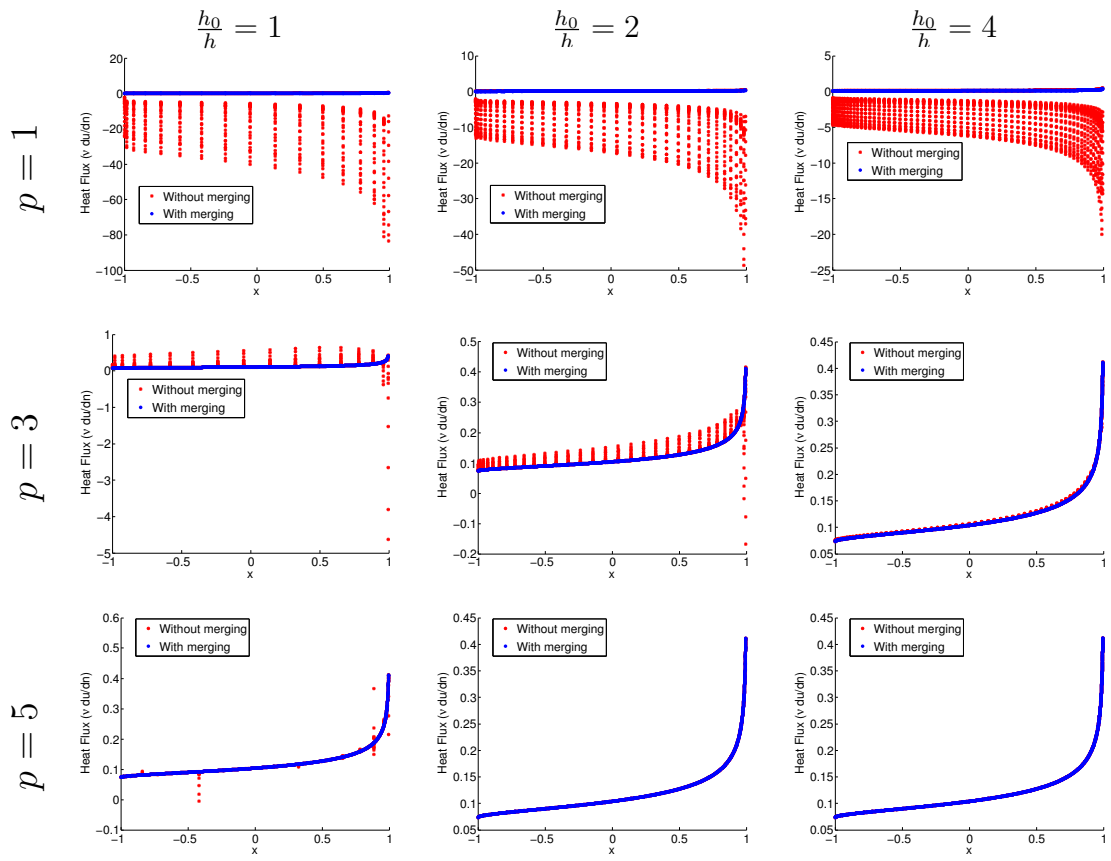 h₀/h = 1
h₀/h = 2
h₀/h = 4
p = 1
Heat Flux (ν du/dn)
20
0
−20
−40
−60
−80
−100
Without merging
With merging
−1 −0.5 0 0.5 1
x
Heat Flux (ν du/dn)
10
0
−10
−20
−30
−40
−50
Without merging
With merging
−1 −0.5 0 0.5 1
x
Heat Flux (ν du/dn)
5
0
−5
−10
−15
−20
−25
Without merging
With merging
−1 −0.5 0 0.5 1
x
p = 3
Heat Flux (ν du/dn)
1
0
−1
−2
−3
−4
−5
Without merging
With merging
−1 −0.5 0 0.5 1
x
Heat Flux (ν du/dn)
0.5
0.4
0.3
0.2
0.1
0
−0.1
−0.2
Without merging
With merging
−1 −0.5 0 0.5 1
x
Heat Flux (ν du/dn)
0.45
0.4
0.35
0.3
0.25
0.2
0.15
0.1
0.05
Without merging
With merging
−1 −0.5 0 0.5 1
x
p = 5
Heat Flux (ν du/dn)
0.6
0.5
0.4
0.3
0.2
0.1
0
−0.1
Without merging
With merging
−1 −0.5 0 0.5 1
x
Heat Flux (ν du/dn)
0.45
0.4
0.35
0.3
0.25
0.2
0.15
0.1
0.05
Without merging
With merging
−1 −0.5 0 0.5 1
x
Heat Flux (ν du/dn)
0.45
0.4
0.35
0.3
0.25
0.2
0.15
0.1
0.05
Without merging
With merging
−1 −0.5 0 0.5 1
x